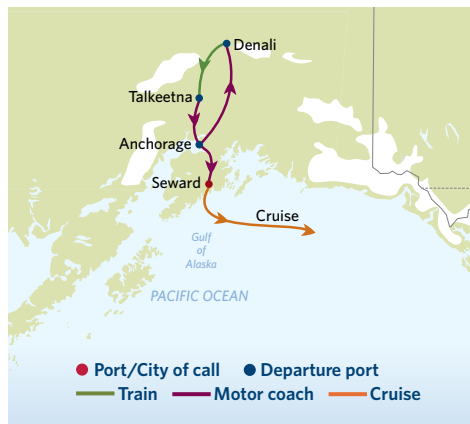 Denali
Talkeetna
Anchorage
Seward
Cruise
Gulf
of
Alaska
PACIFIC OCEAN
Port/City of call Departure port
Train Motor coach Cruise